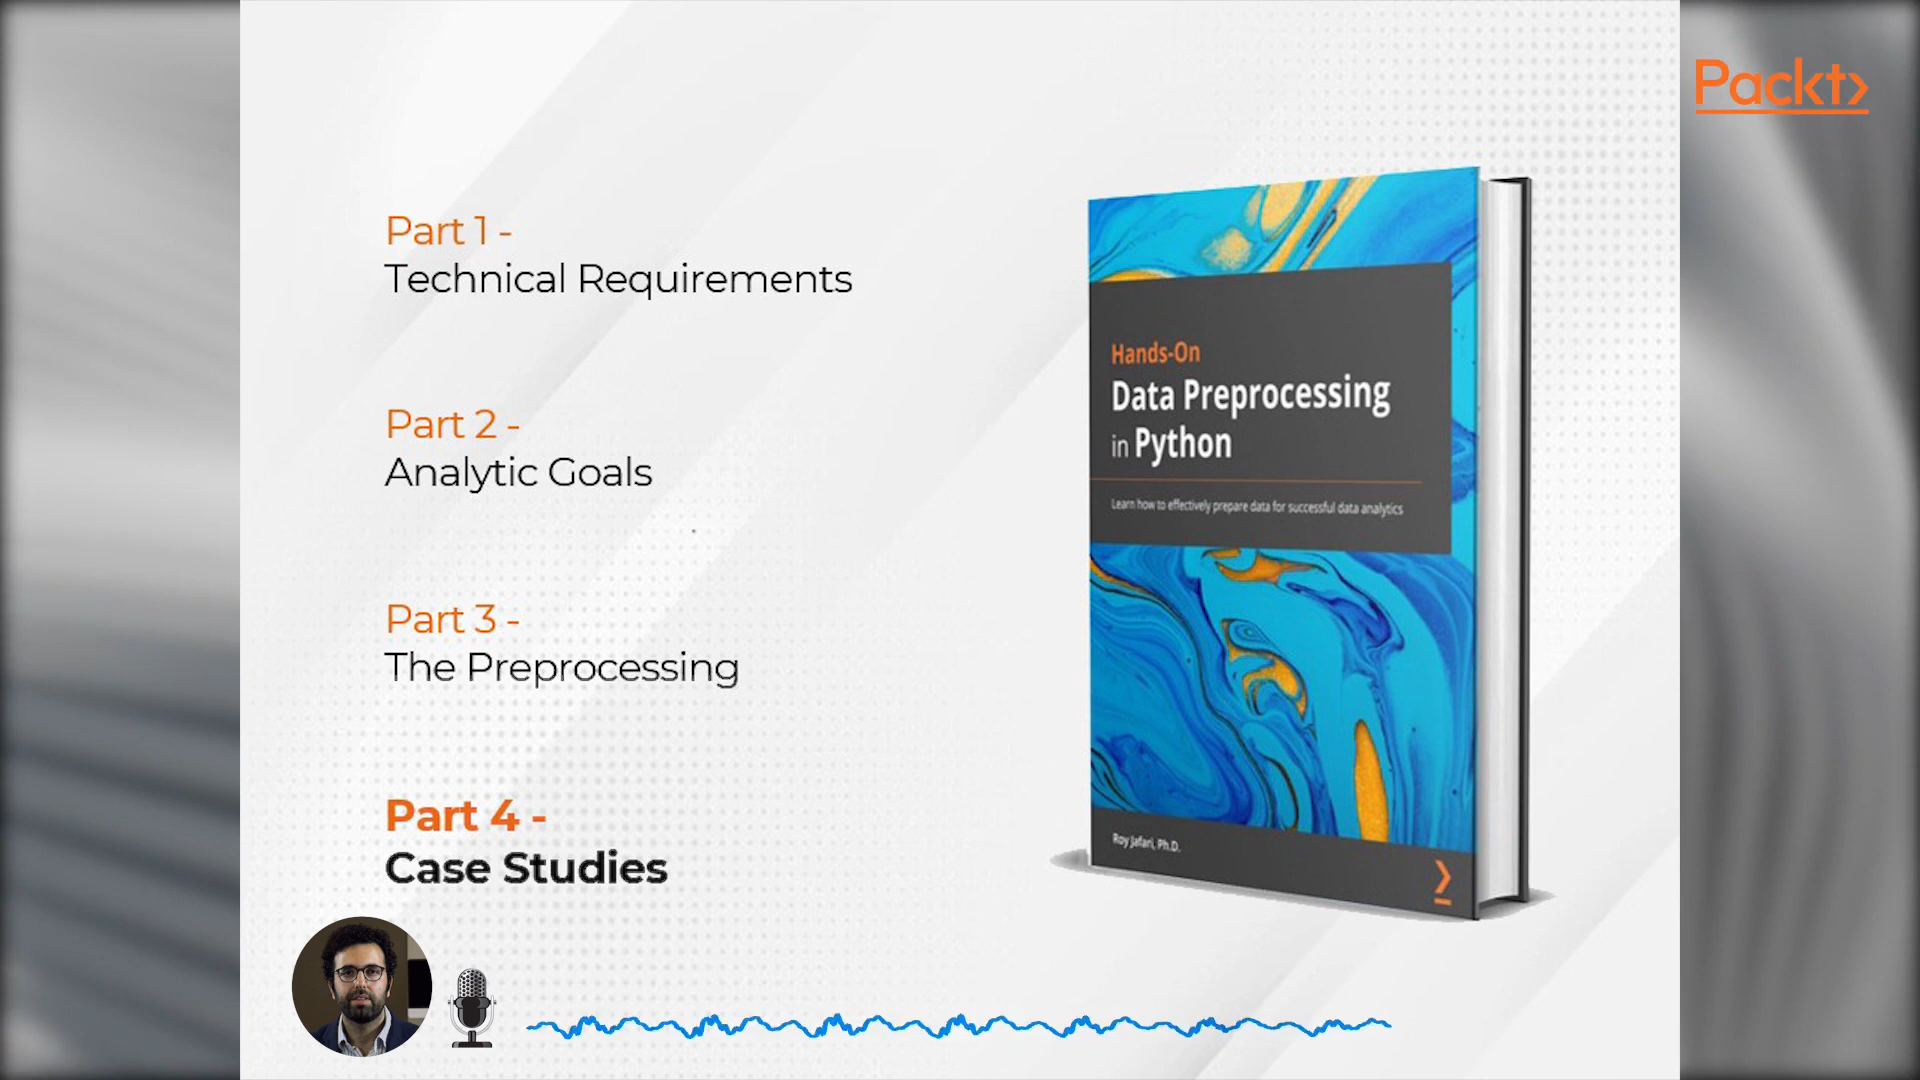 Packt
Part 1 -
Technical Requirements
Part 2 -
Analytic Goals
Part 3 -
The Preprocessing
Part 4 -
Case Studies
Hands-On
Data Preprocessing
in Python
Learn how to effectively prepare data for successful data analytics
Roy Jafari, Ph.D.